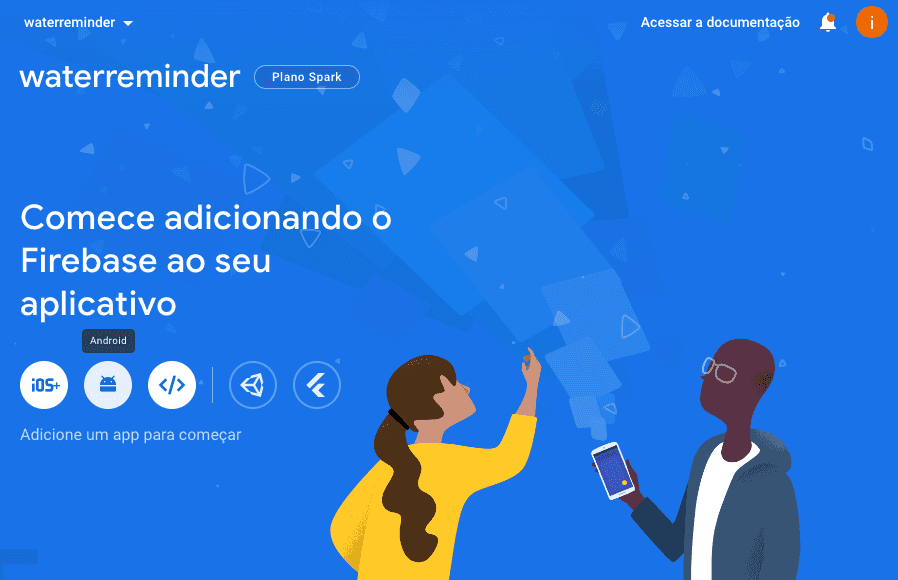 waterreminder
Acessar a documentação
i
waterreminder
Plano Spark
Comece adicionando o
Firebase ao seu
aplicativo
Android
iOS+
</>
Adicione um app para começar